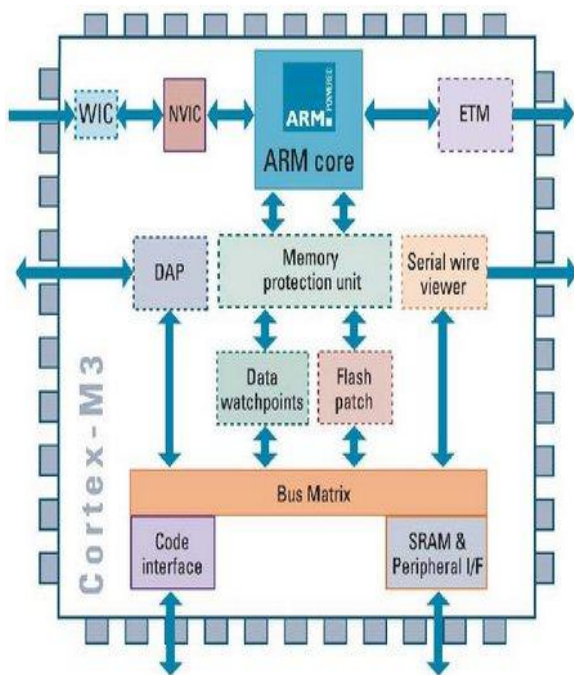 WIC
NVIC
ARM POWERED
ARM core
ETM
DAP
Memory
protection unit
Serial wire
viewer
Data
watchpoints
Flash
patch
Cortex-M3
Bus Matrix
Code
interface
SRAM &
Peripheral I/F